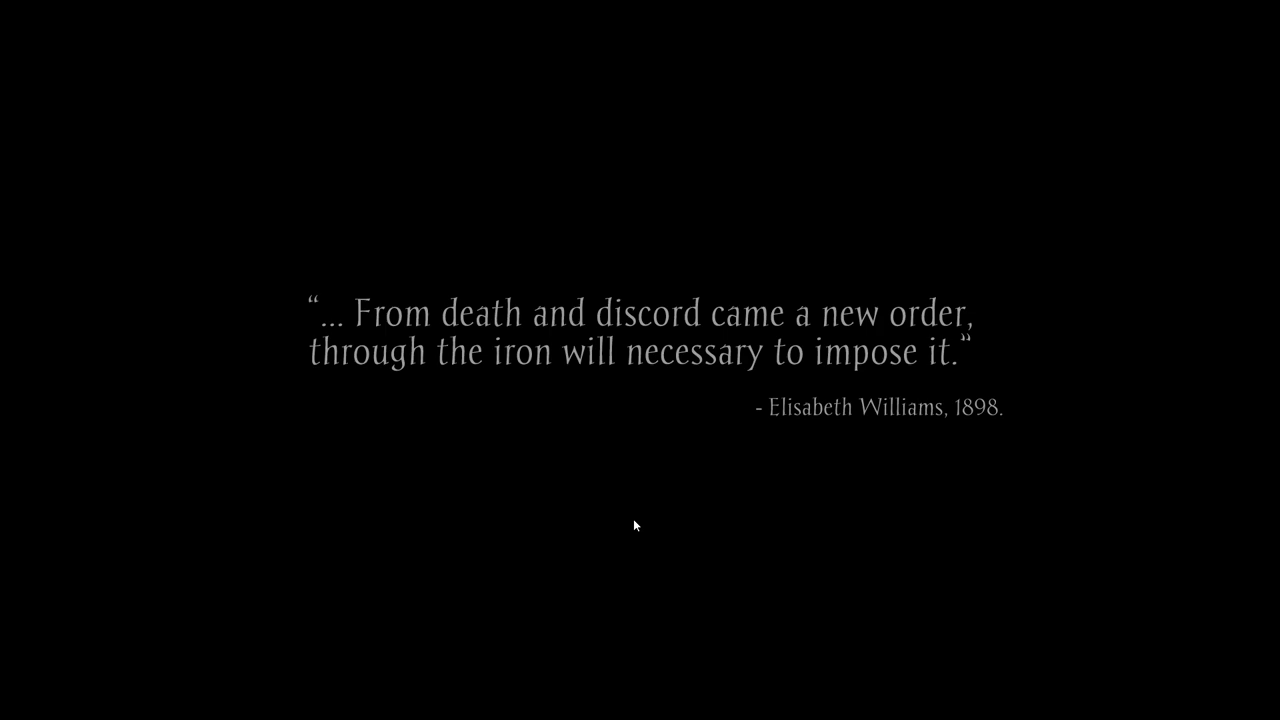 “... From death and discord came a new order,
through the iron will necessary to impose it.”
- Elisabeth Williams, 1898.